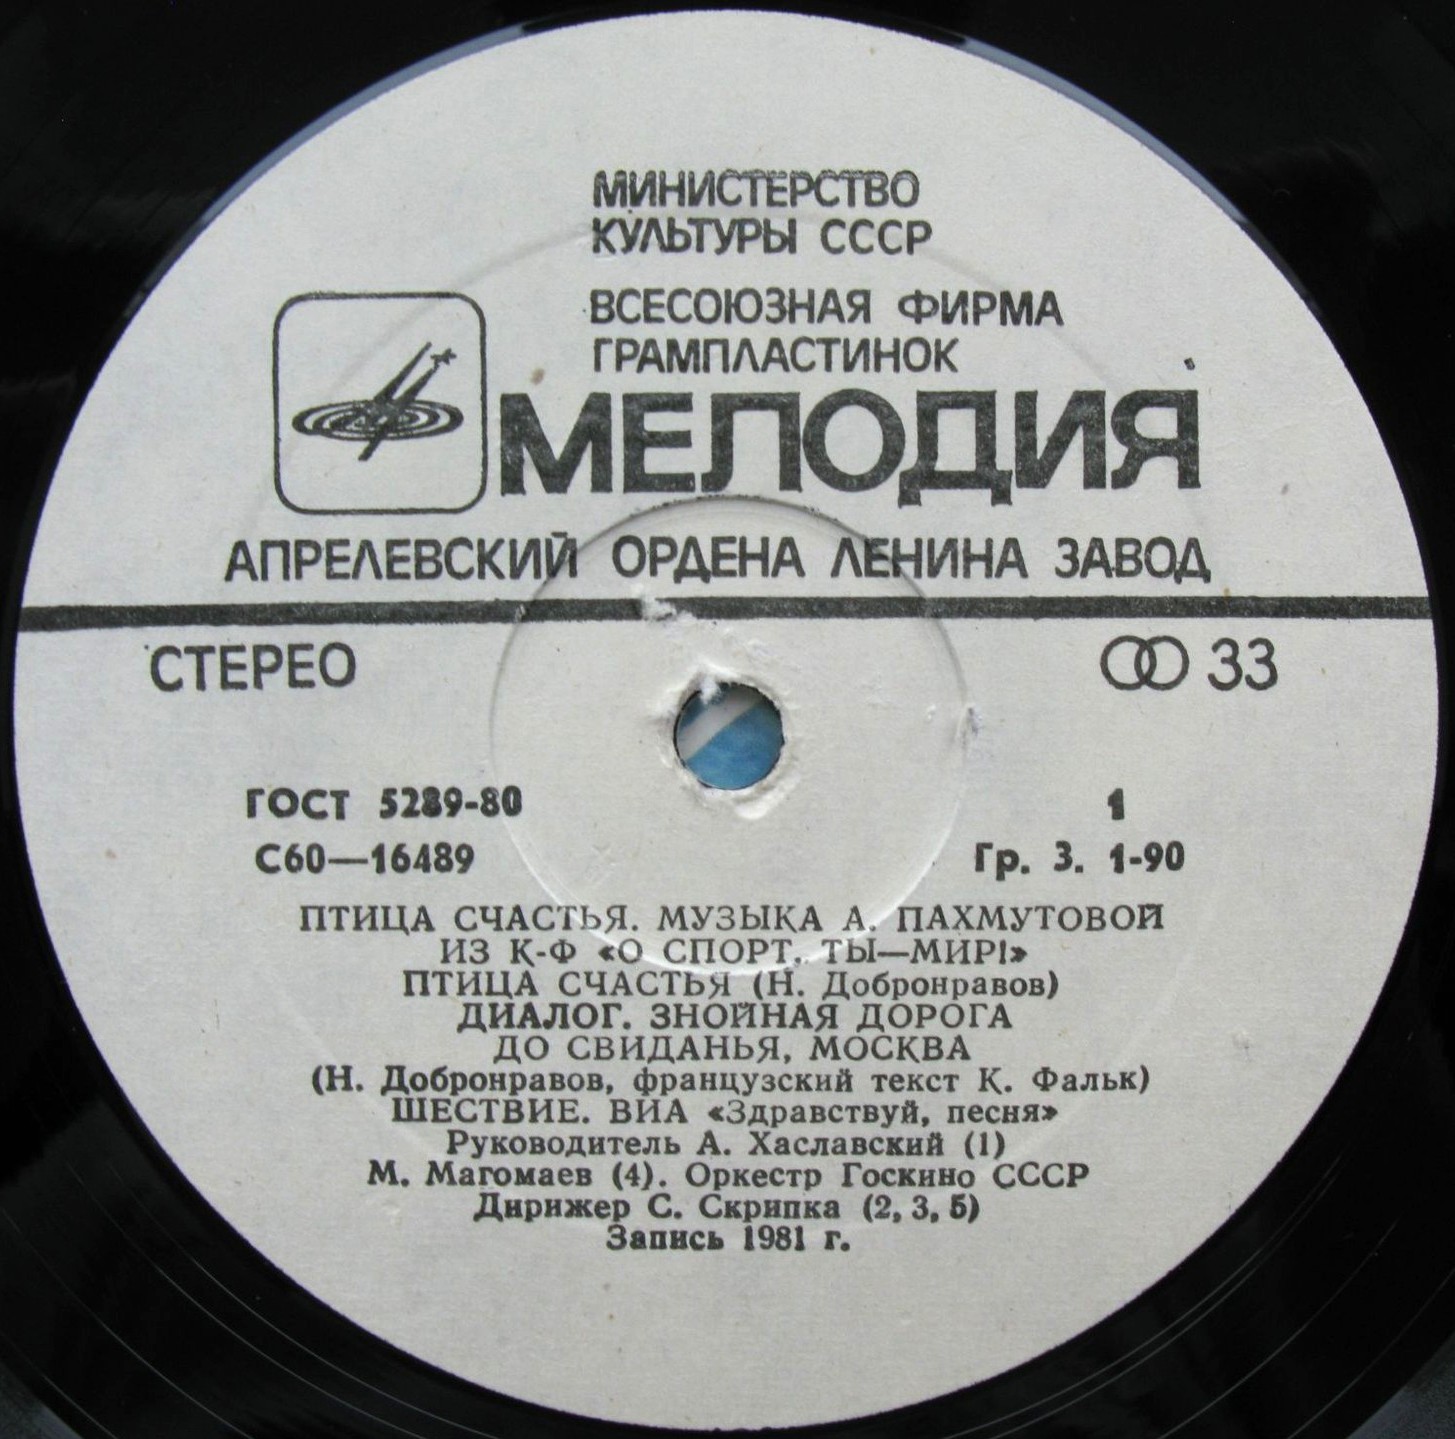 МИНИСТЕРСТВО
КУЛЬТУРЫ СССР
ВСЕСОЮЗНАЯ ФИРМА
ГРАМПЛАСТИНОК
МЕЛОДИЯ
АПРЕЛЕВСКИЙ ОРДЕНА ЛЕНИНА ЗАВОД
СТЕРЕО 33
ГОСТ 5289-80 1
С60—16489 Гр. 3. 1-90
ПТИЦА СЧАСТЬЯ. МУЗЫКА А. ПАХМУТОВОЙ
ИЗ К-Ф «О СПОРТ, ТЫ—МИР!»
ПТИЦА СЧАСТЬЯ (Н. Добронравов)
ДИАЛОГ. ЗНОЙНАЯ ДОРОГА
ДО СВИДАНЬЯ, МОСКВА
(Н. Добронравов, французский текст К. Фальк)
ШЕСТВИЕ. ВИА «Здравствуй, песня»
Руководитель А. Хаславский (1)
М. Магомаев (4). Оркестр Госкино СССР
Дирижер С. Скрипка (2, 3, 5)
Запись 1981 г.